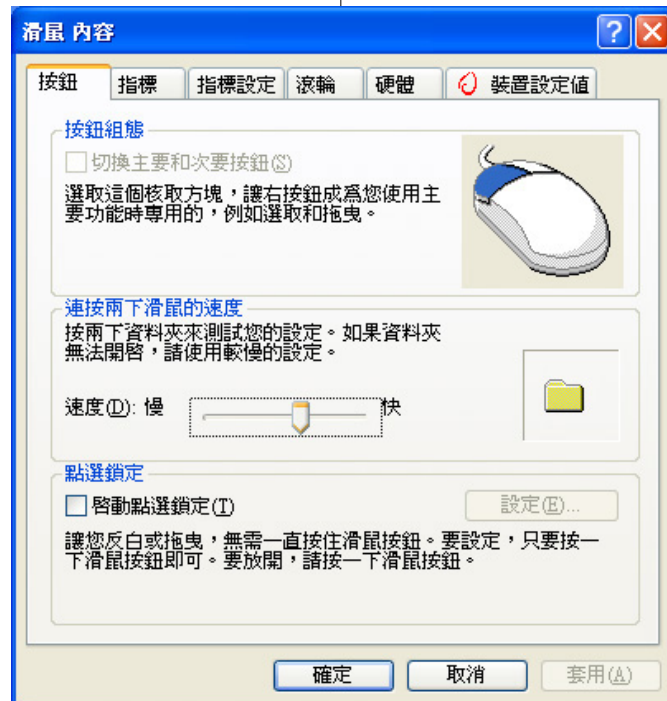 滑鼠 內容
按鈕 指標 指標設定 滾輪 硬體 裝置設定値
按鈕組態
切換主要和次要按鈕(S)
選取這個核取方塊，讓右按鈕成為您使用主
要功能時專用的，例如選取和拖曳。
連按兩下滑鼠的速度
按兩下資料夾來測試您的設定。如果資料夾
無法開啓，請使用較慢的設定。
速度(D): 慢 快
點選鎖定
啓動點選鎖定(T) 設定(E)...
讓您反白或拖曳，無需一直按住滑鼠按鈕。要設定，只要按一
下滑鼠按鈕即可。要放開，請按一下滑鼠按鈕。
確定 取消 套用(A)